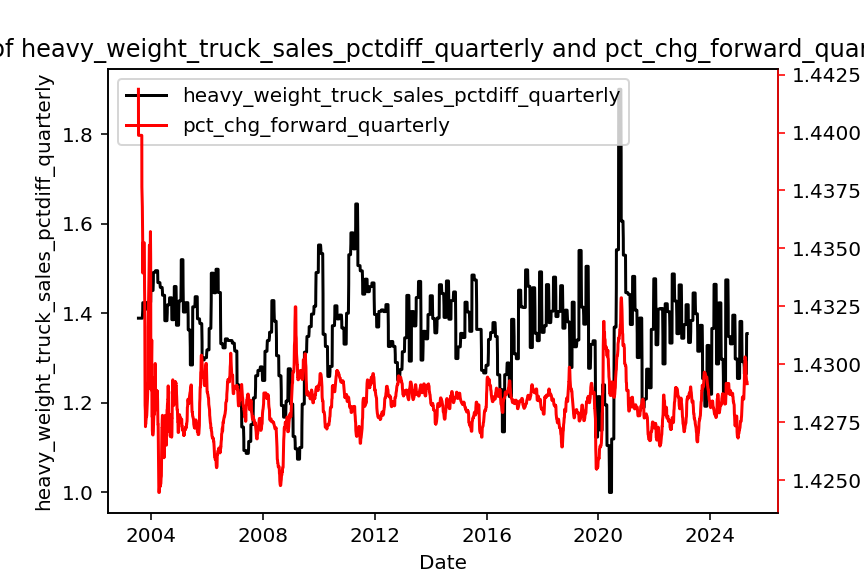 of heavy_weight_truck_sales_pctdiff_quarterly and pct_chg_forward_quar
heavy_weight_truck_sales_pctdiff_quarterly
pct_chg_forward_quarterly
heavy_weight_truck_sales_pctdiff_quarterly
1.8
1.6
1.4
1.2
1.0
1.4425
1.4400
1.4375
1.4350
1.4325
1.4300
1.4275
1.4250
2004 2008 2012 2016 2020 2024
Date